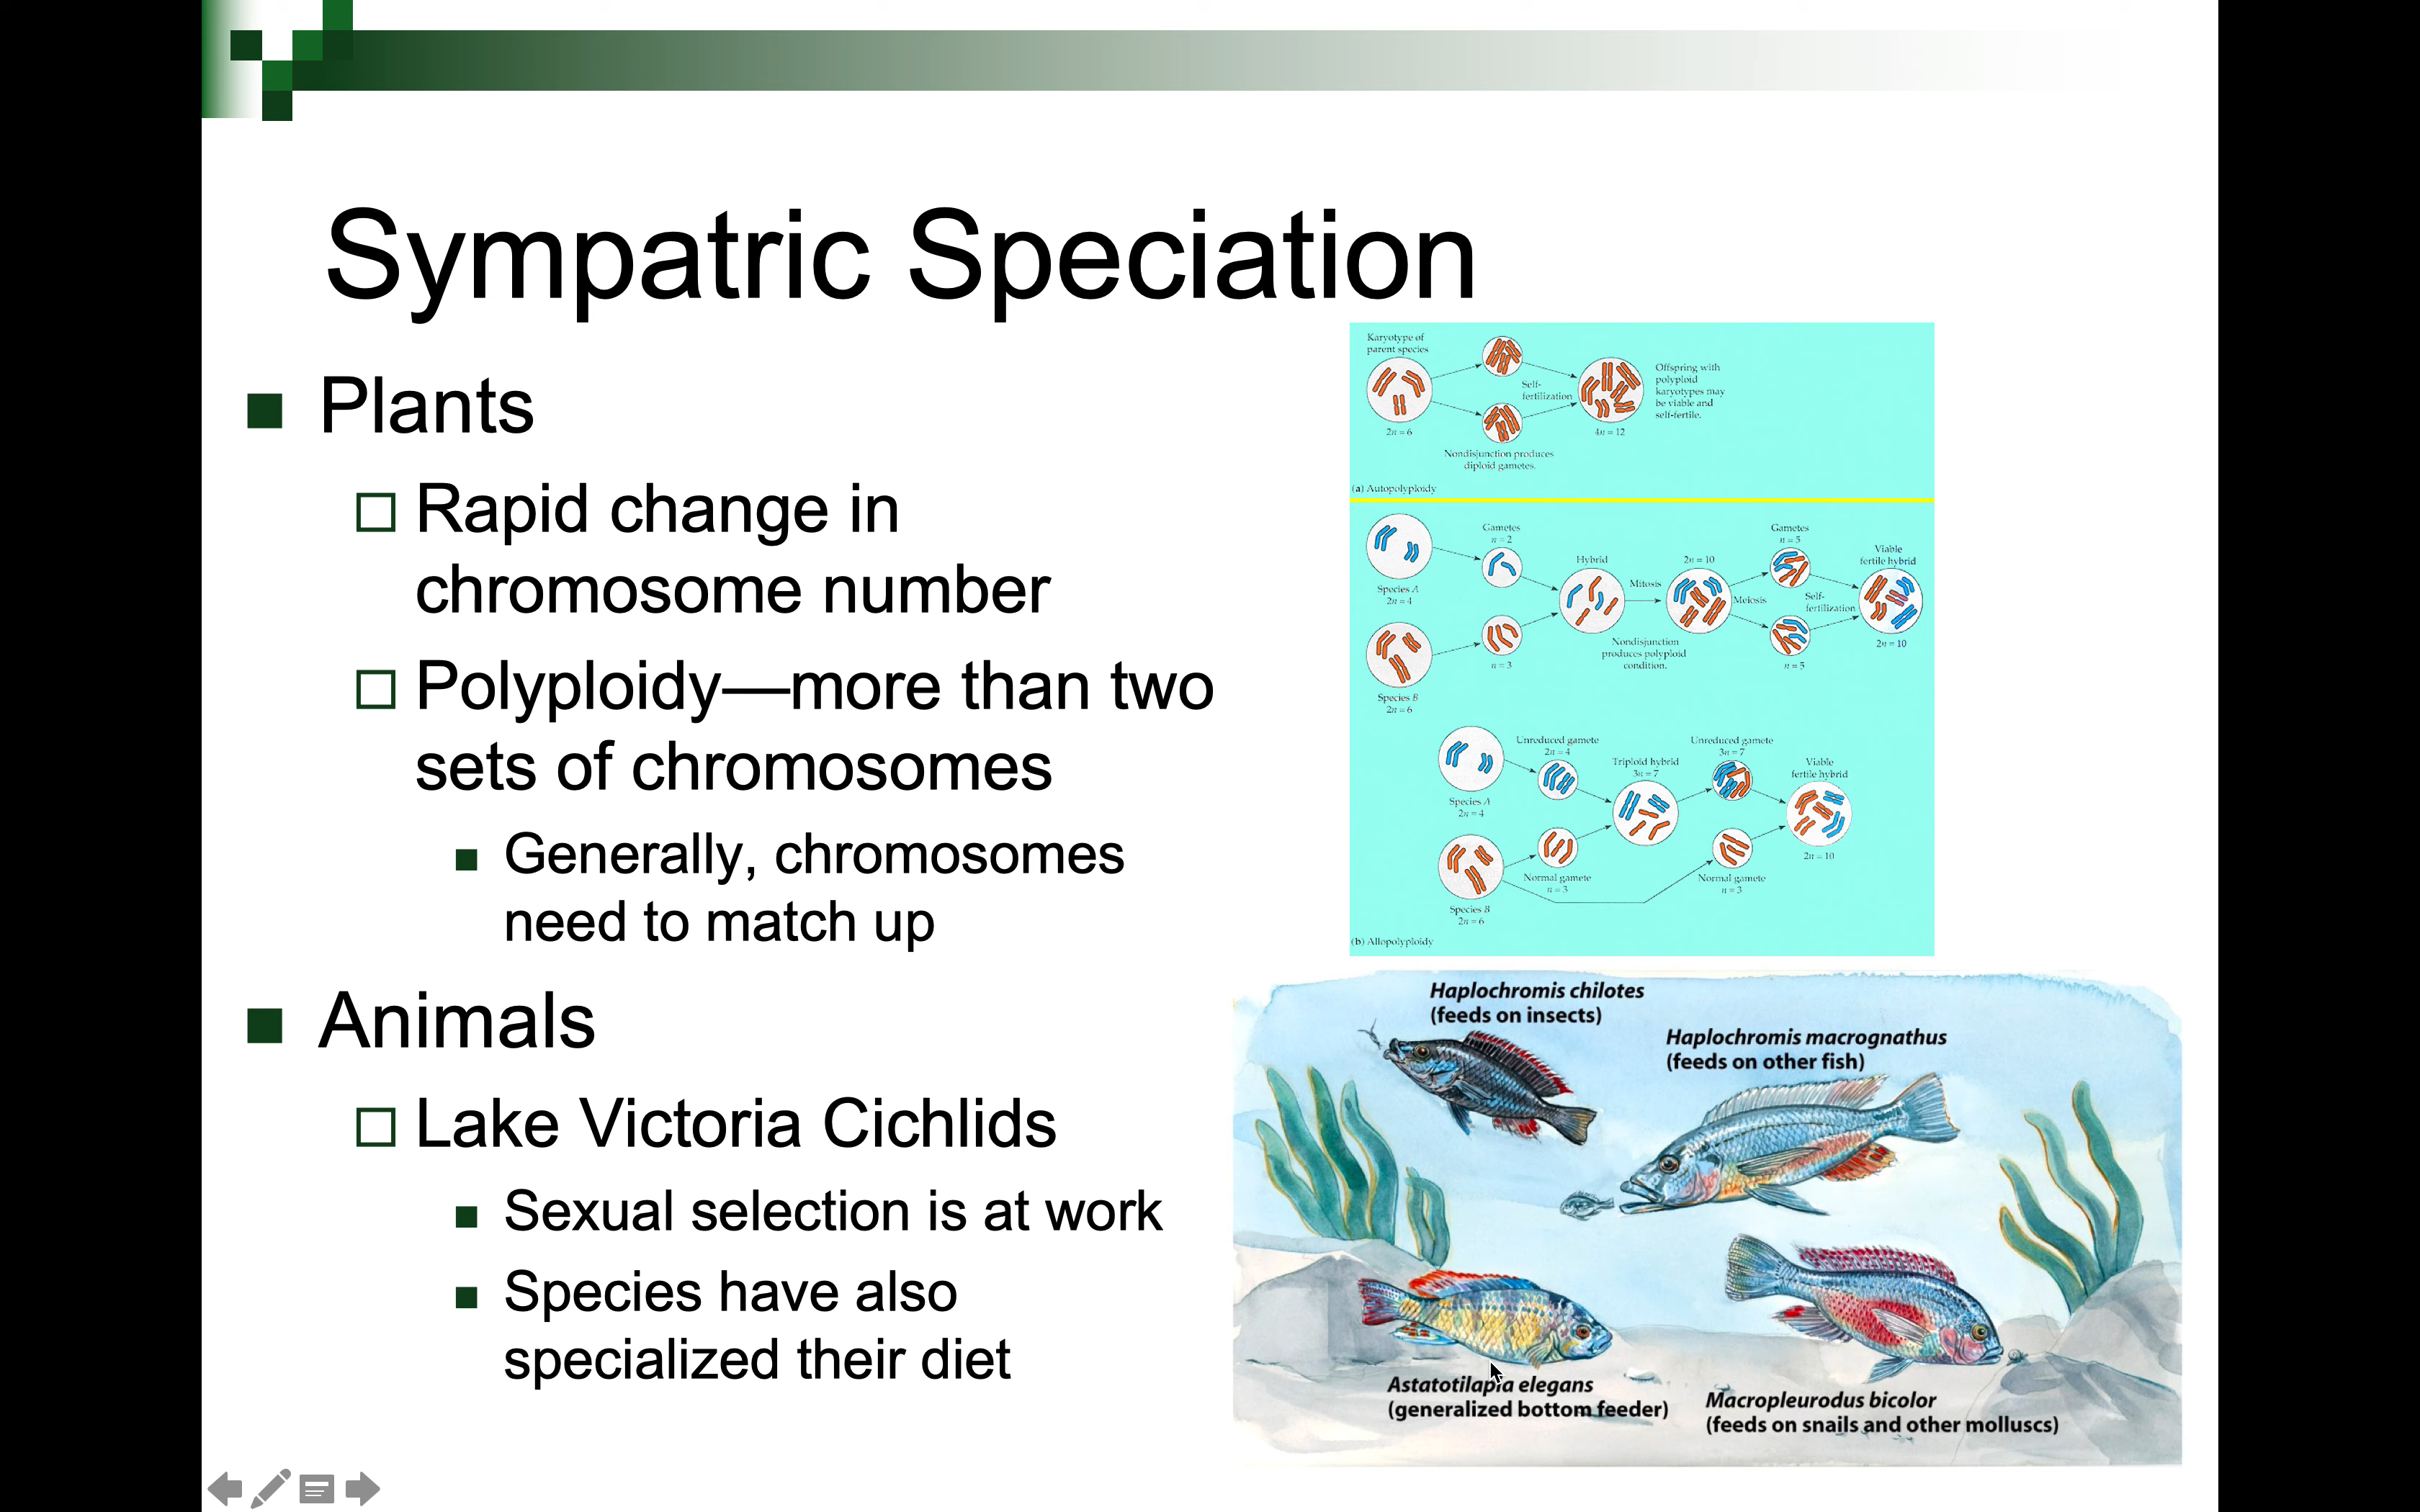 Sympatric Speciation
Plants
Rapid change in
chromosome number
Polyploidy—more than two
sets of chromosomes
Generally, chromosomes
need to match up
Animals
Lake Victoria Cichlids
Sexual selection is at work
Species have also
specialized their diet
Karyotype of
parent species
2n = 6
Self-
fertilization
Nondisjunction produces
diploid gametes.
4n = 12
Offspring with
polyploid
karyotypes may
be viable and
self-fertile.
(a) Autopolyploidy
Species A
2n = 4
Gametes
n = 2
Species B
2n = 6
n = 3
Hybrid
Mitosis
2n = 10
Nondisjunction
produces polyploid
condition.
Meiosis
Gametes
n = 5
n = 5
Self-
fertilization
Viable
fertile hybrid
2n = 10
Species A
2n = 4
Unreduced gamete
2n = 4
Species B
2n = 6
Normal gamete
n = 3
Triploid hybrid
3n = 7
Unreduced gamete
3n = 7
Normal gamete
n = 3
Viable
fertile hybrid
2n = 10
(b) Allopolyploidy
Haplochromis chilotes
(feeds on insects)
Haplochromis macrognathus
(feeds on other fish)
Astatotilapia elegans
(generalized bottom feeder)
Macropleurodus bicolor
(feeds on snails and other molluscs)